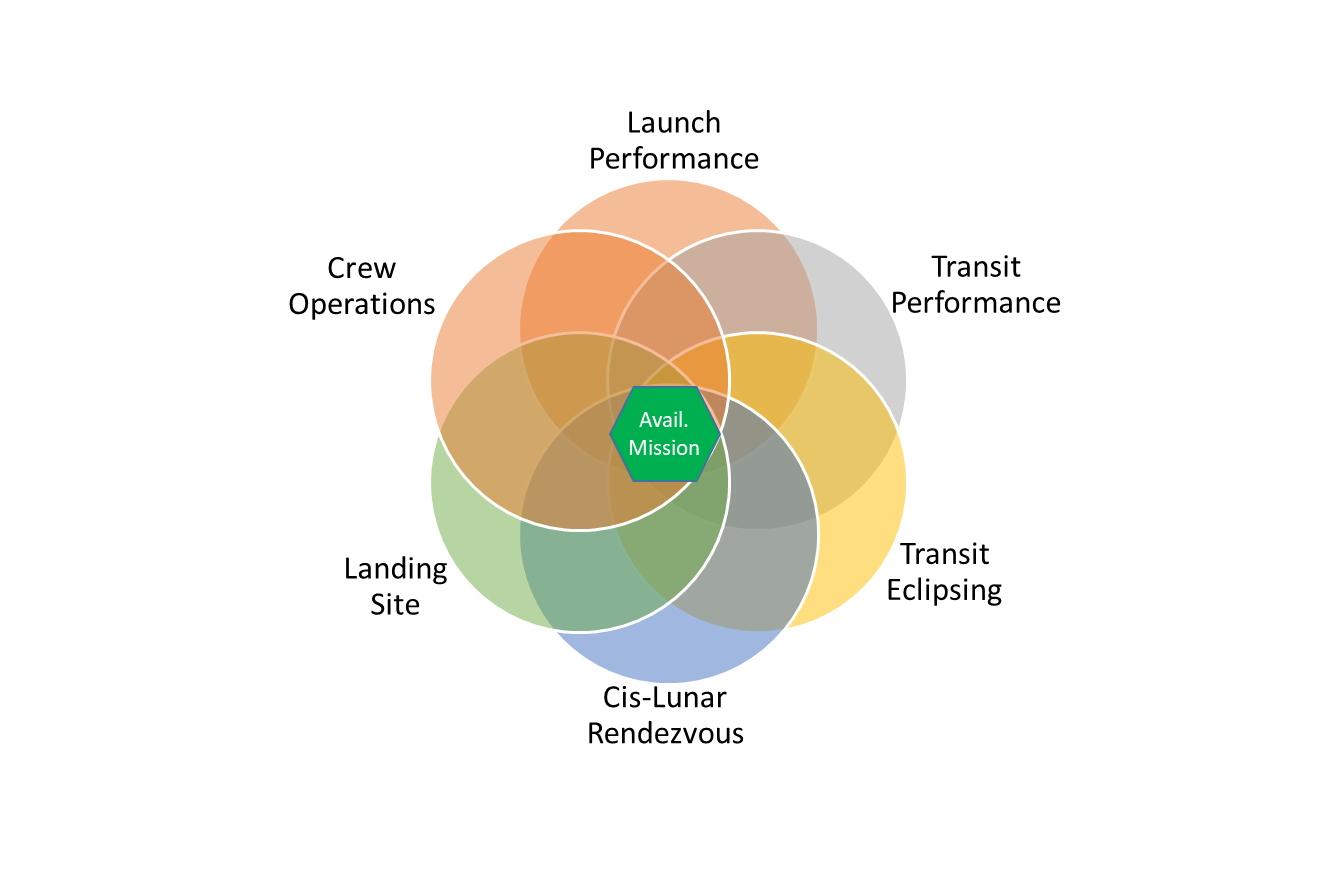 Launch
Performance
Crew
Operations
Transit
Performance
Avail.
Mission
Landing
Site
Transit
Eclipsing
Cis-Lunar
Rendezvous